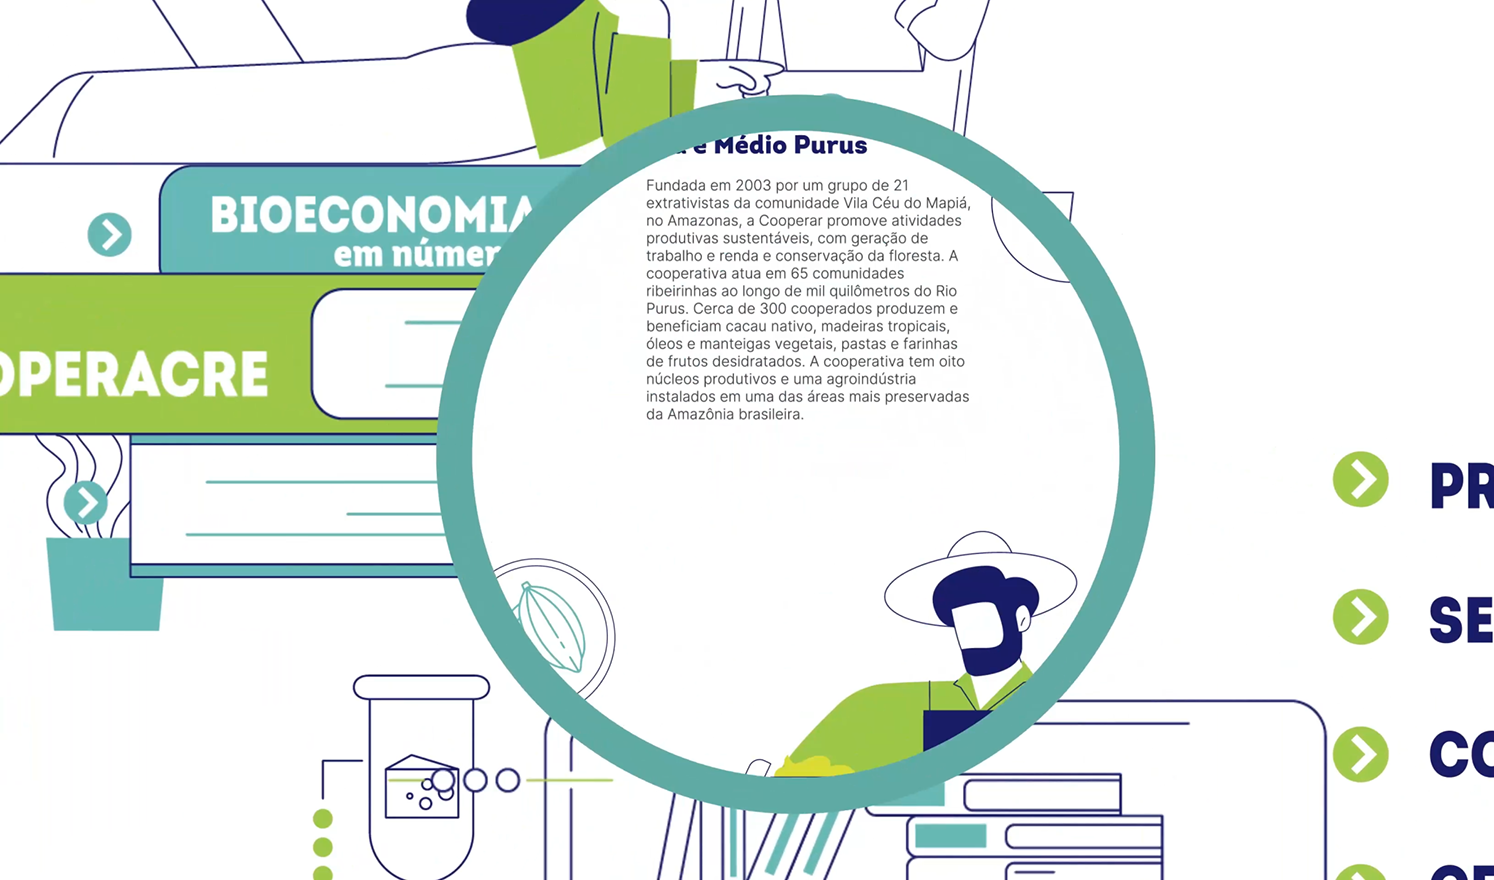 e Médio Purus
Fundada em 2003 por um grupo de 21
extrativistas da comunidade Vila Céu do Mapiá,
no Amazonas, a Cooperar promove atividades
produtivas sustentáveis, com geração de
trabalho e renda e conservação da floresta. A
cooperativa atua em 65 comunidades
ribeirinhas ao longo de mil quilômetros do Rio
Purus. Cerca de 300 cooperados produzem e
beneficiam cacau nativo, madeiras tropicais,
óleos e manteigas vegetais, pastas e farinhas
de frutos desidratados. A cooperativa tem oito
núcleos produtivos e uma agroindústria
instalados em uma das áreas mais preservadas
da Amazônia brasileira.
BIOECONOMIA
em númer
OPERACRE
PR
SE
CO